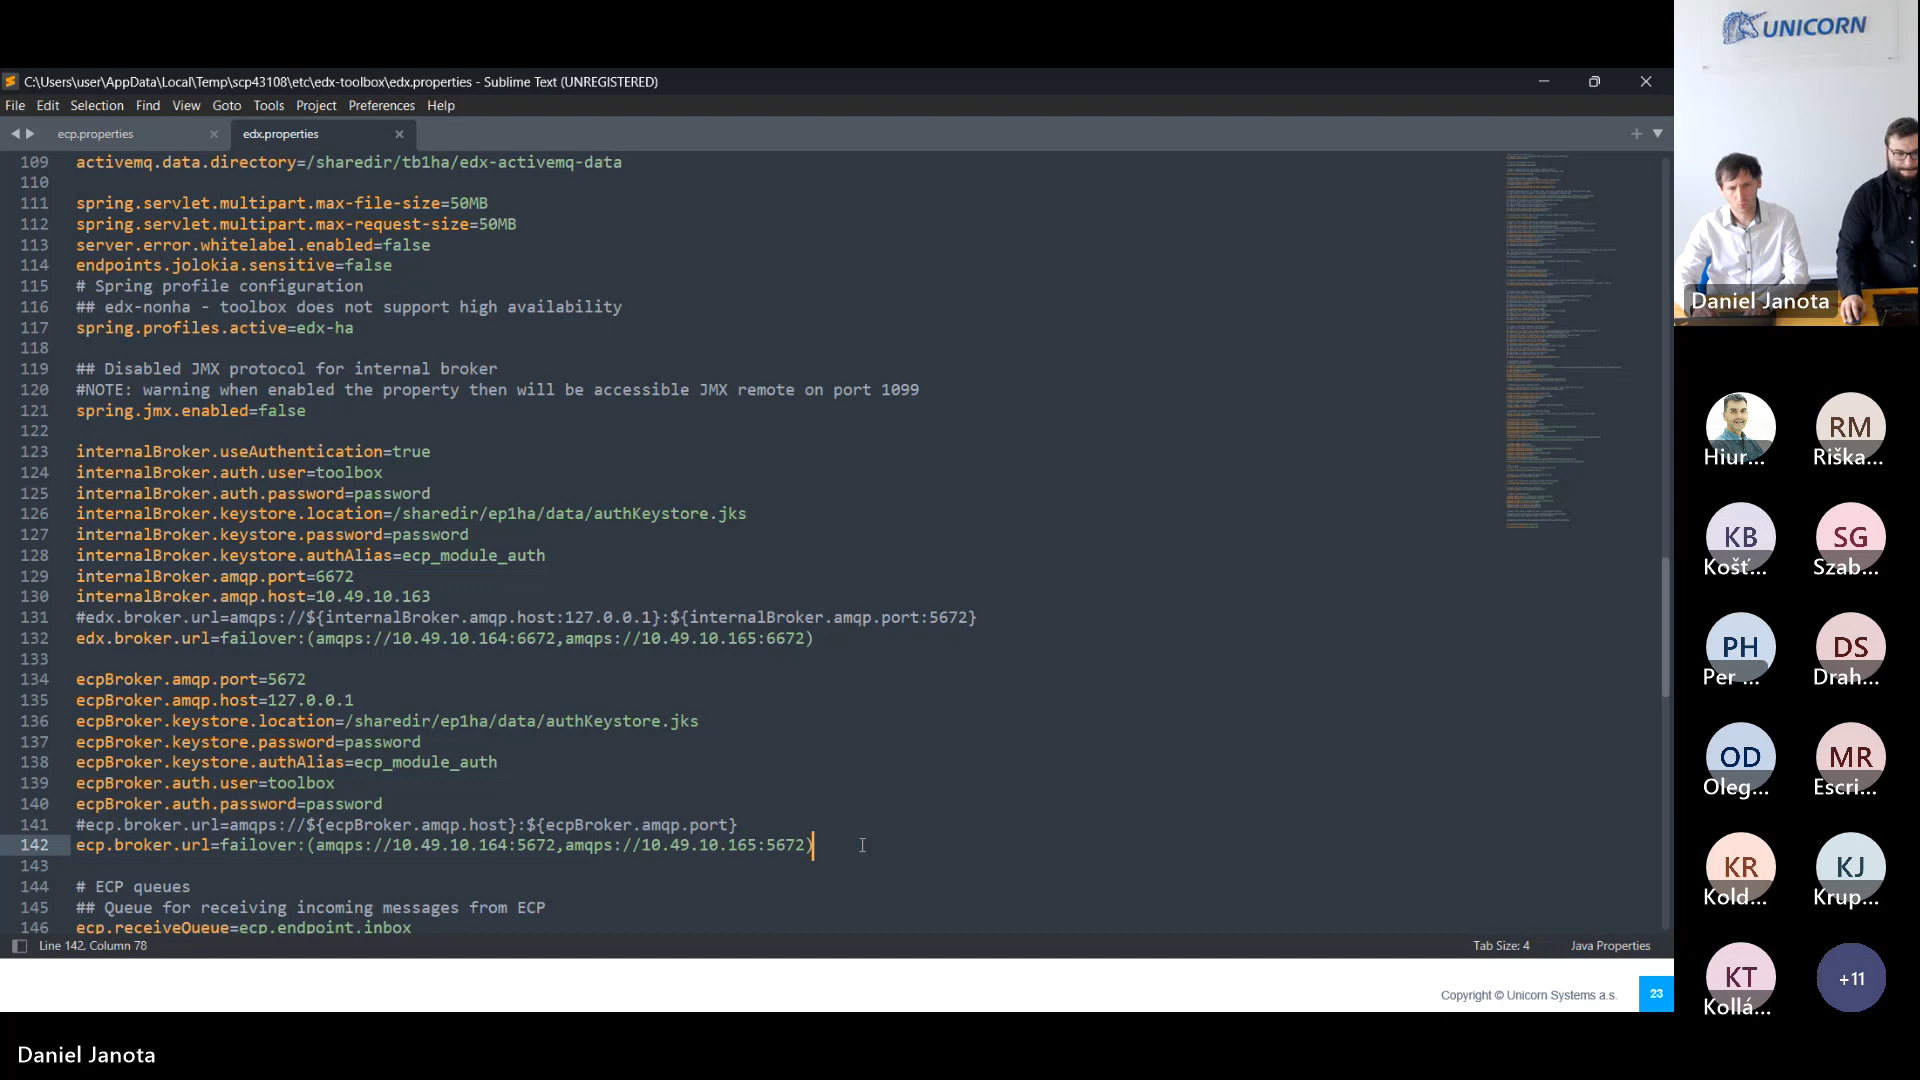 UNICORN
C:\Users\user\AppData\Local\Temp\scp43108\etc\edx-toolbox\edx.properties - Sublime Text (UNREGISTERED)
File Edit Selection Find View Goto Tools Project Preferences Help
ecp.properties
edx.properties
109 activemq.data.directory=/sharedir/tb1ha/edx-activemq-data
110
111 spring.servlet.multipart.max-file-size=50MB
112 spring.servlet.multipart.max-request-size=50MB
113 server.error.whitelabel.enabled=false
114 endpoints.jolokia.sensitive=false
115 # Spring profile configuration
116 ## edx-nonha - toolbox does not support high availability
117 spring.profiles.active=edx-ha
118
119 ## Disabled JMX protocol for internal broker
120 #NOTE: warning when enabled the property then will be accessible JMX remote on port 1099
121 spring.jmx.enabled=false
122
123 internalBroker.useAuthentication=true
124 internalBroker.auth.user=toolbox
125 internalBroker.auth.password=password
126 internalBroker.keystore.location=/sharedir/ep1ha/data/authKeystore.jks
127 internalBroker.keystore.password=password
128 internalBroker.keystore.authAlias=ecp_module_auth
129 internalBroker.amqp.port=6672
130 internalBroker.amqp.host=10.49.10.163
131 #edx.broker.url=amqps://${internalBroker.amqp.host:127.0.0.1}:${internalBroker.amqp.port:5672}
132 edx.broker.url=failover:(amqps://10.49.10.164:6672,amqps://10.49.10.165:6672)
133
134 ecpBroker.amqp.port=5672
135 ecpBroker.amqp.host=127.0.0.1
136 ecpBroker.keystore.location=/sharedir/ep1ha/data/authKeystore.jks
137 ecpBroker.keystore.password=password
138 ecpBroker.keystore.authAlias=ecp_module_auth
139 ecpBroker.auth.user=toolbox
140 ecpBroker.auth.password=password
141 #ecp.broker.url=amqps://${ecpBroker.amqp.host}:${ecpBroker.amqp.port}
142 ecp.broker.url=failover:(amqps://10.49.10.164:5672,amqps://10.49.10.165:5672)
143
144 # ECP queues
145 ## Queue for receiving incoming messages from ECP
146 ecp.receiveQueue=ecp.endpoint.inbox
Line 142, Column 78
Tab Size: 4
Java Properties
Copyright © Unicorn Systems a.s.
23
Daniel Janota
Daniel Janota
Hiur...
RM
Riška...
KB
Košť...
SG
Szab...
PH
Per ...
DS
Drah...
OD
Oleg...
MR
Escri...
KR
Kold...
KJ
Krup...
KT
Kollá...
+11